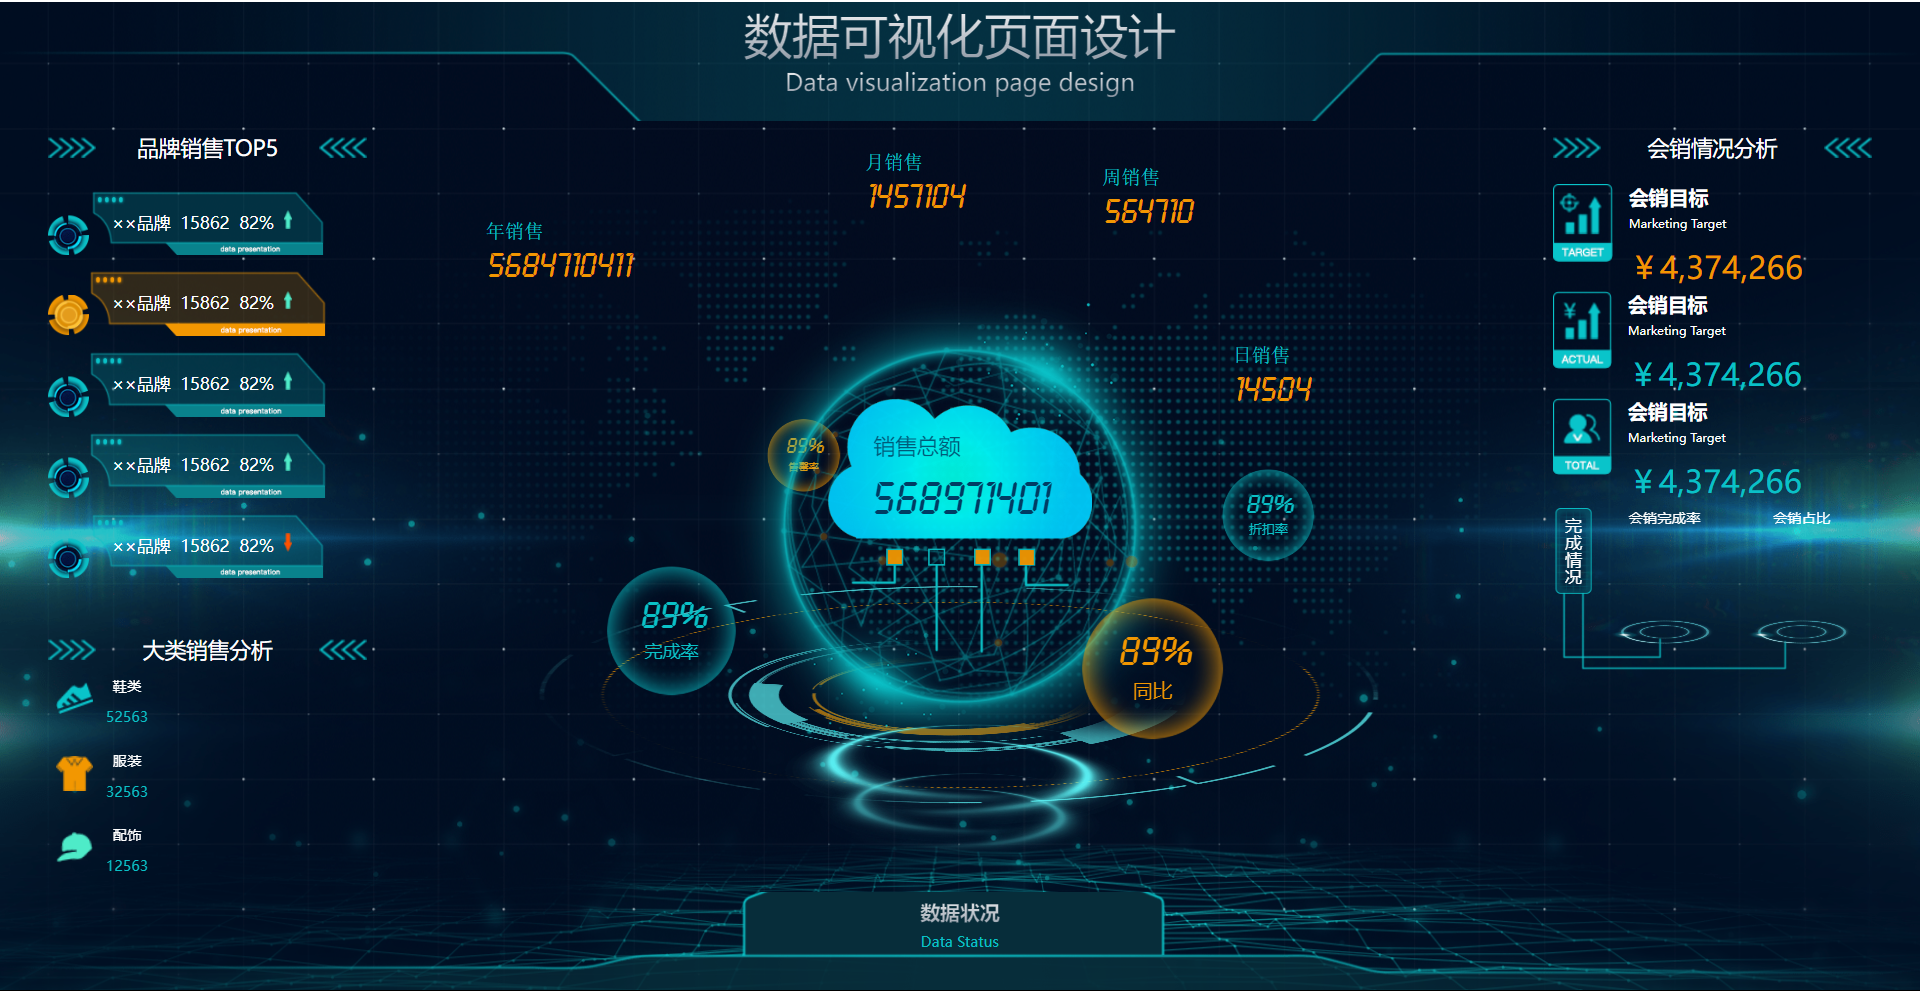 数据可视化页面设计
Data visualization page design
品牌销售TOP5
××品牌 15862 82%
data presentation
××品牌 15862 82%
data presentation
××品牌 15862 82%
data presentation
××品牌 15862 82%
data presentation
××品牌 15862 82%
data presentation
大类销售分析
鞋类
52563
服装
32563
配饰
12563
年销售
5684710411
月销售
1457104
周销售
564710
日销售
14504
销售总额
568971401
89%
售罄率
89%
折扣率
89%
完成率
89%
同比
会销情况分析
TARGET
会销目标
Marketing Target
￥4,374,266
ACTUAL
会销目标
Marketing Target
￥4,374,266
TOTAL
会销目标
Marketing Target
￥4,374,266
完成情况
会销完成率
会销占比
数据状况
Data Status